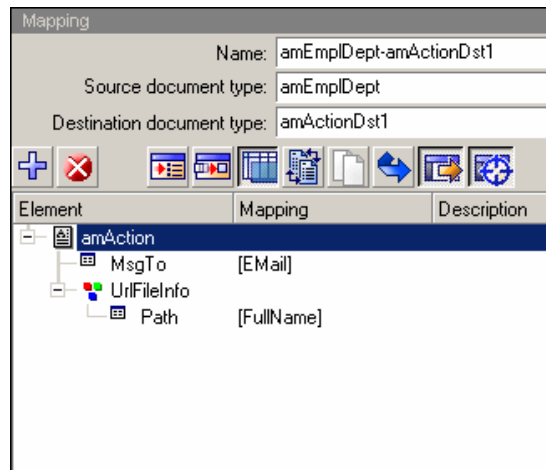 Mapping
Name: amEmplDept-amActionDst1
Source document type: amEmplDept
Destination document type: amActionDst1
Element Mapping Description
amAction
MsgTo [EMail]
UrlFileInfo
Path [FullName]